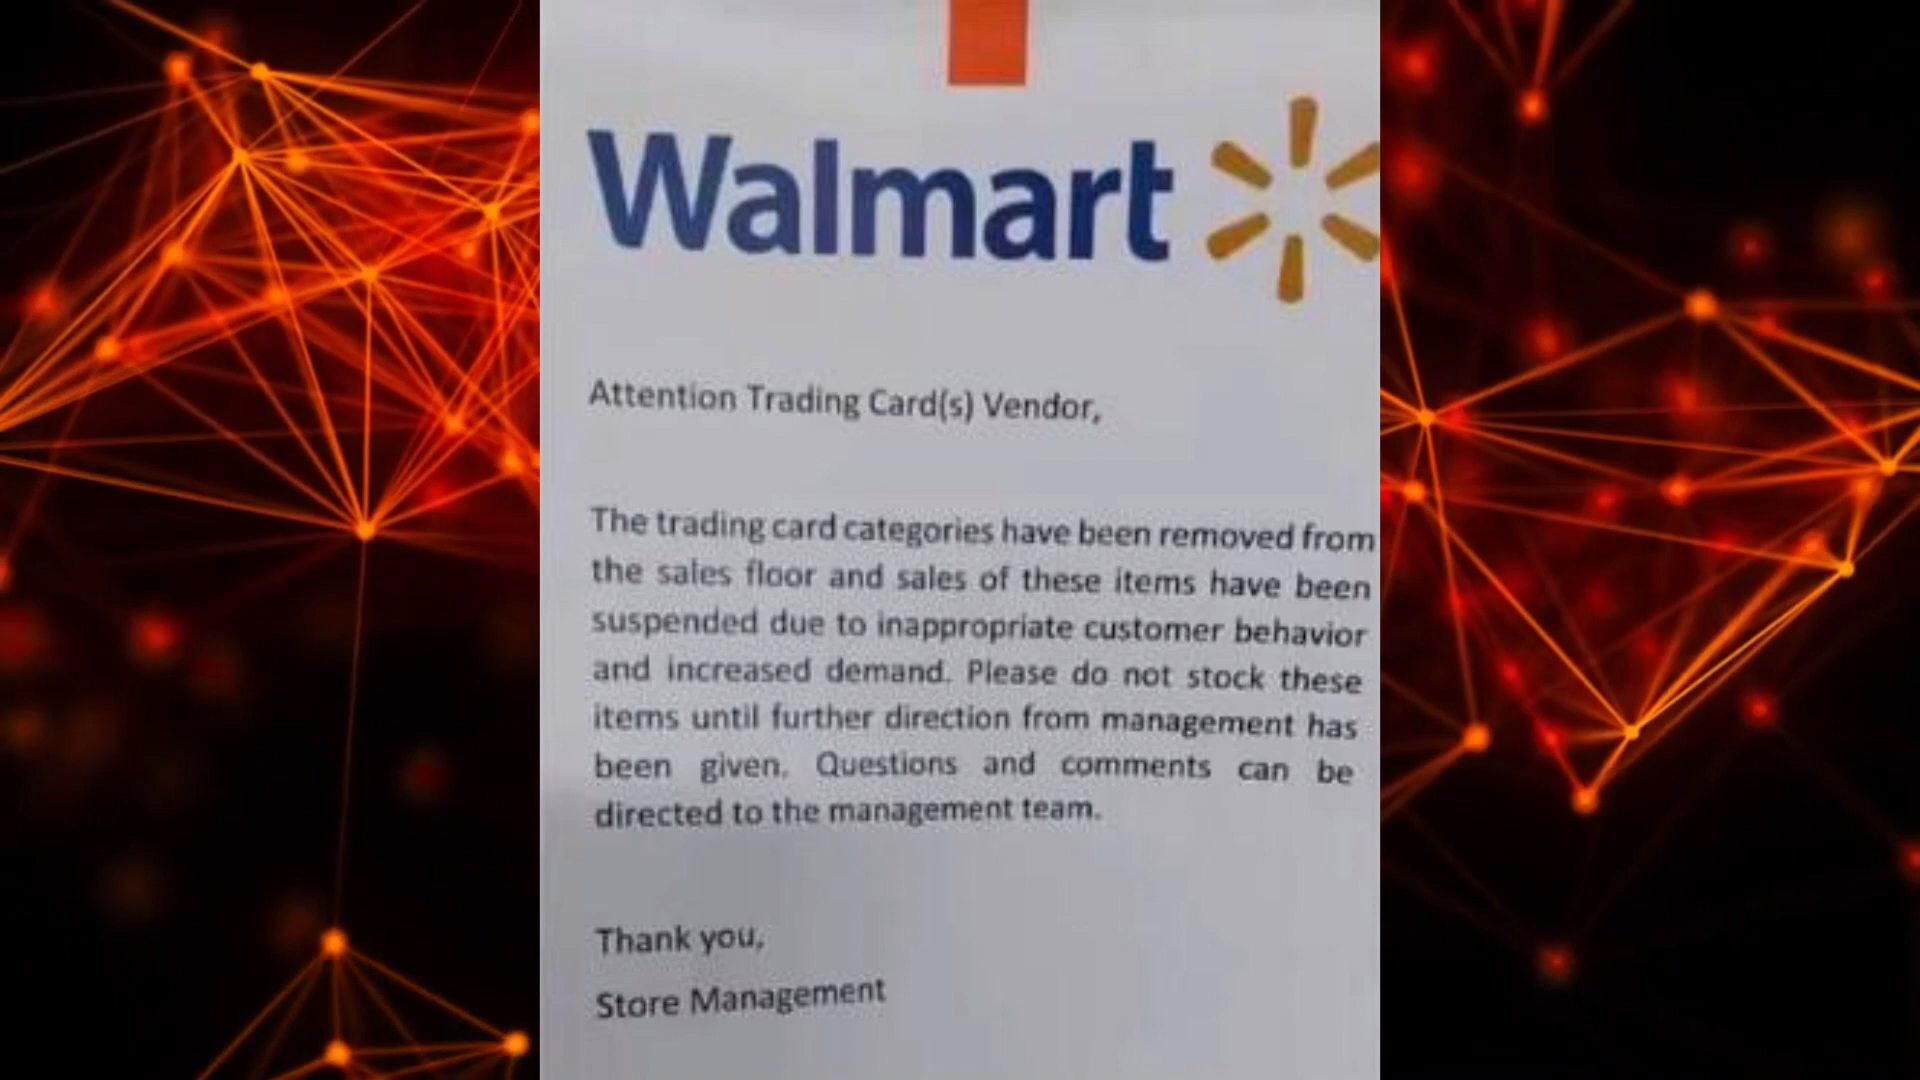 Walmart
Attention Trading Card(s) Vendor,
The trading card categories have been removed from
the sales floor and sales of these items have been
suspended due to inappropriate customer behavior
and increased demand. Please do not stock these
items until further direction from management has
been given. Questions and comments can be
directed to the management team.
Thank you,
Store Management